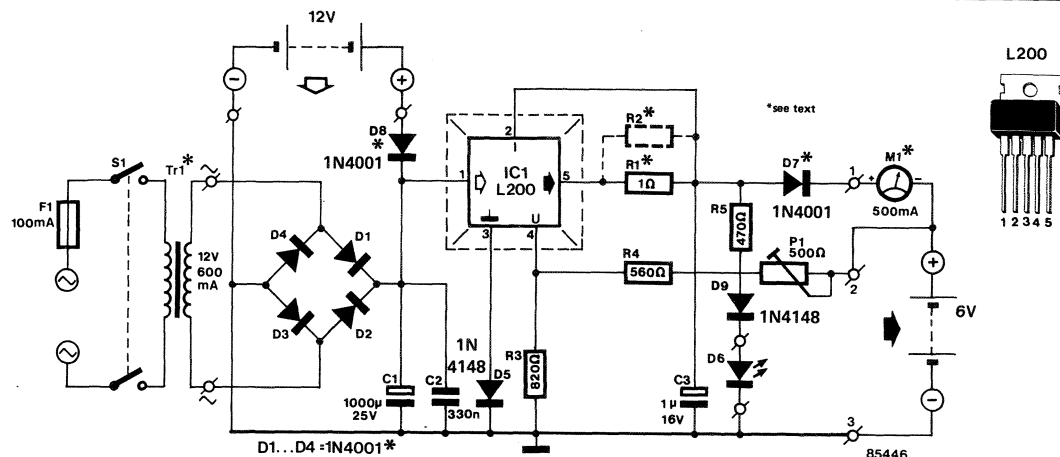 12V
L200
−
+
*see text
D8
*
1N4001
2
I
R2*
S1
Tr1*
~
1
IC1
L200
5
R1*
1Ω
D7*
1
M1*
+
-
1N4001
500mA
1 2 3 4 5
F1
100mA
3
U
4
R5
470Ω
P1
500Ω
12V
600
mA
D4
D1
R4
560Ω
2
+
D9
1N4148
6V
D3
D2
1N
4148
R3
820Ω
D6
C1
1000µ
25V
C2
330n
D5
C3
1µ
16V
−
~
3
D1...D4=1N4001*
85446